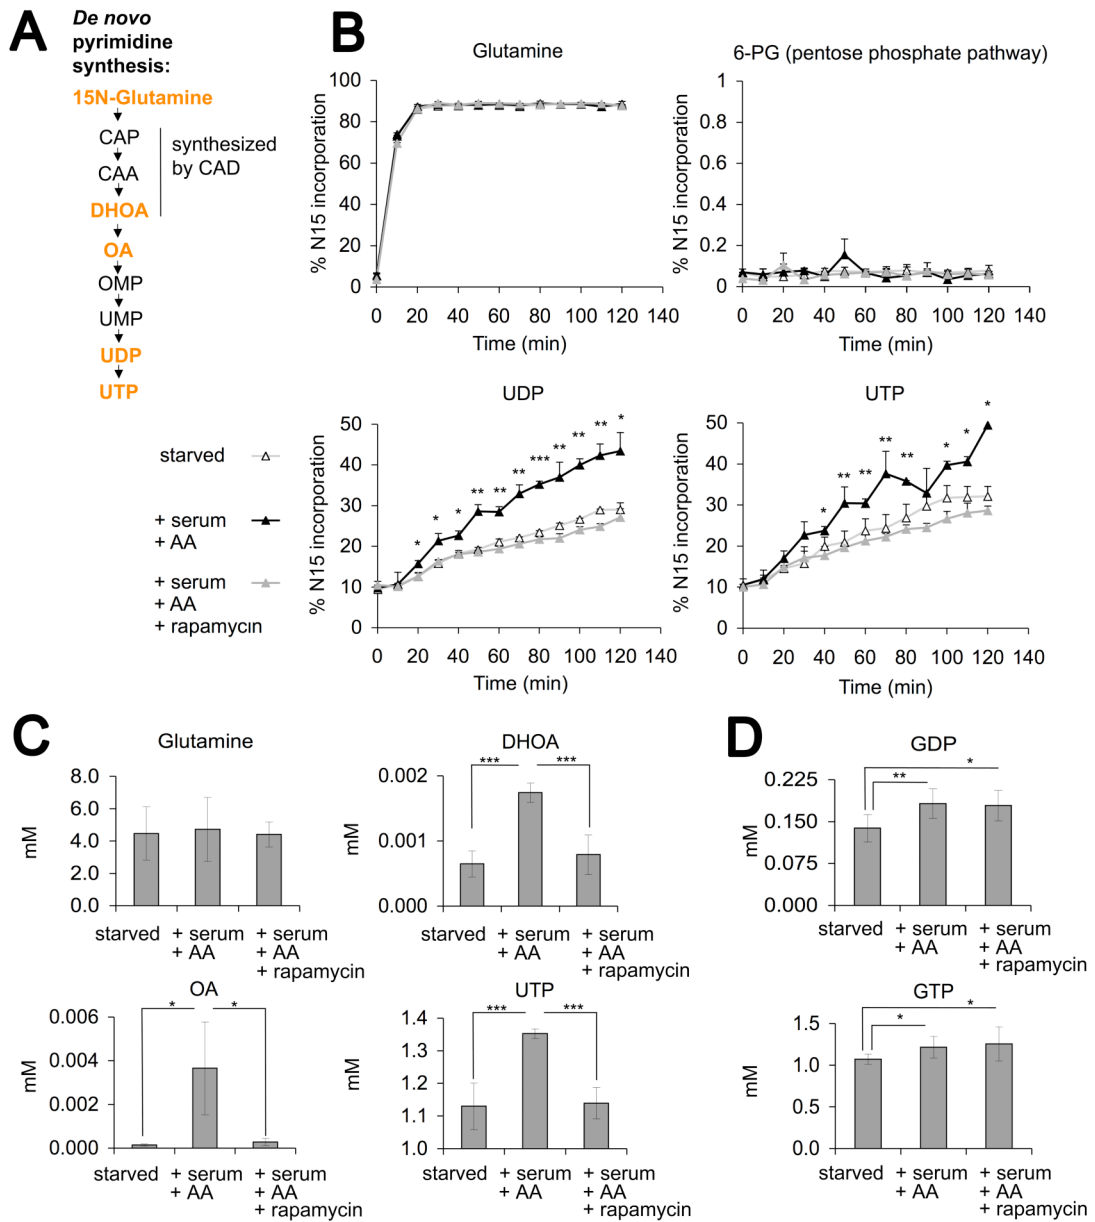 A
De novo
pyrimidine
synthesis:
15N-Glutamine
CAP
CAA
DHOA
synthesized
by CAD
OA
OMP
UMP
UDP
UTP
starved
+ serum
+ AA
+ serum
+ AA
+ rapamycin
B
Glutamine
% N15 incorporation
100
80
60
40
20
0
0 20 40 60 80 100 120 140
Time (min)
6-PG (pentose phosphate pathway)
% N15 incorporation
1
0.8
0.6
0.4
0.2
0
0 20 40 60 80 100 120 140
Time (min)
UDP
% N15 incorporation
50
40
30
20
10
0
* * * ** ** ** *** ** ** ** *
0 20 40 60 80 100 120 140
Time (min)
UTP
% N15 incorporation
50
40
30
20
10
0
* ** ** ** ** * * *
0 20 40 60 80 100 120 140
Time (min)
C
Glutamine
mM
8.0
6.0
4.0
2.0
0.0
starved
+ serum
+ AA
+ serum
+ AA
+ rapamycin
DHOA
*** ***
mM
0.002
0.001
0.000
starved
+ serum
+ AA
+ serum
+ AA
+ rapamycin
OA
* *
mM
0.006
0.004
0.002
0.000
starved
+ serum
+ AA
+ serum
+ AA
+ rapamycin
UTP
*** ***
mM
1.4
1.3
1.2
1.1
1.0
starved
+ serum
+ AA
+ serum
+ AA
+ rapamycin
D
GDP
*
**
mM
0.225
0.150
0.075
0.000
starved
+ serum
+ AA
+ serum
+ AA
+ rapamycin
GTP
*
*
mM
1.5
1.0
0.5
0.0
starved
+ serum
+ AA
+ serum
+ AA
+ rapamycin